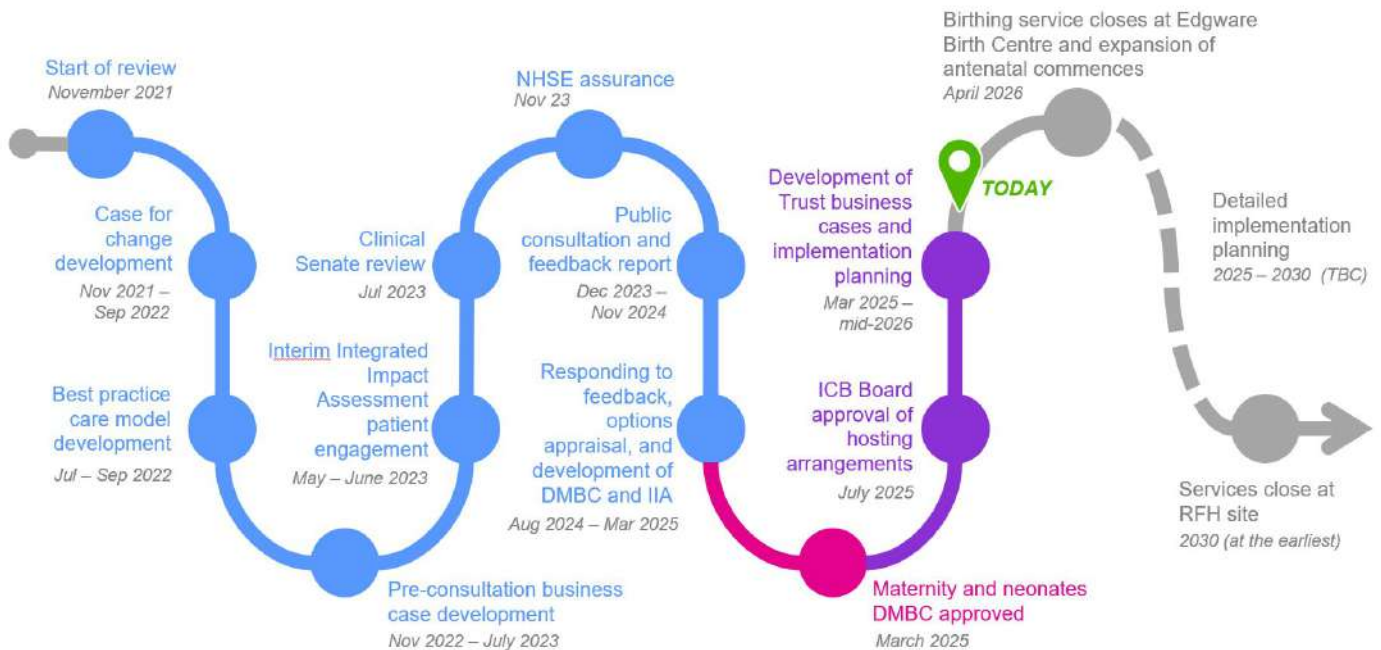 Start of review
November 2021
Case for
change
development
Nov 2021 –
Sep 2022
Best practice
care model
development
Jul – Sep 2022
Pre-consultation business
case development
Nov 2022 – July 2023
Interim Integrated
Impact
Assessment
patient
engagement
May – June 2023
Clinical
Senate review
Jul 2023
NHSE assurance
Nov 23
Public
consultation and
feedback report
Dec 2023 –
Nov 2024
Responding to
feedback,
options
appraisal, and
development of
DMBC and IIA
Aug 2024 – Mar 2025
Maternity and neonates
DMBC approved
March 2025
ICB Board
approval of
hosting
arrangements
July 2025
Development of
Trust business
cases and
implementation
planning
Mar 2025 –
mid-2026
TODAY
Birthing service closes at Edgware
Birth Centre and expansion of
antenatal commences
April 2026
Detailed
implementation
planning
2025 – 2030 (TBC)
Services close at
RFH site
2030 (at the earliest)